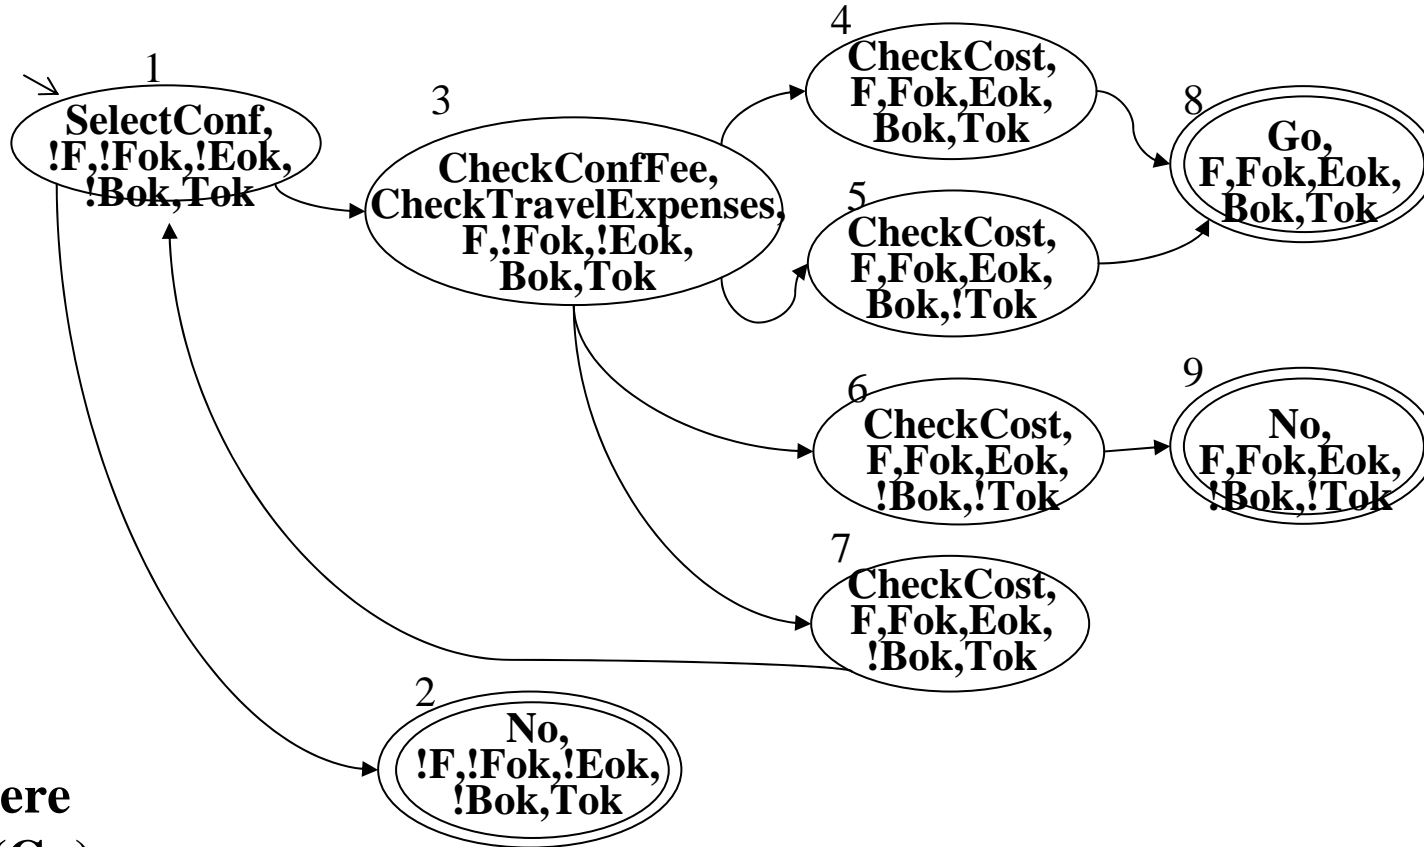 1
SelectConf,
!F,!Fok,!Eok,
!Bok,Tok
3
CheckConfFee,
CheckTravelExpenses,
F,!Fok,!Eok,
Bok,Tok
4
CheckCost,
F,Fok,Eok,
Bok,Tok
8
Go,
F,Fok,Eok,
Bok,Tok
5
CheckCost,
F,Fok,Eok,
Bok,!Tok
6
CheckCost,
F,Fok,Eok,
!Bok,!Tok
9
No,
F,Fok,Eok,
!Bok,!Tok
7
CheckCost,
F,Fok,Eok,
!Bok,Tok
2
No,
!F,!Fok,!Eok,
!Bok,Tok
ere